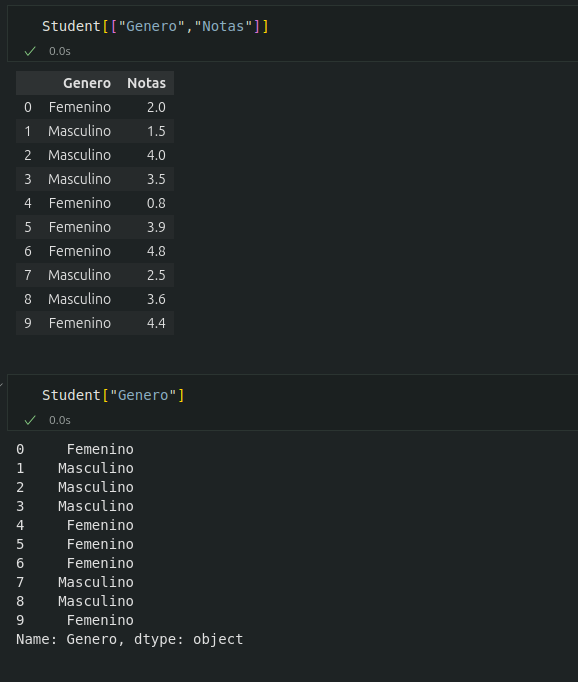 Student[["Genero","Notas"]]
0.0s
Genero Notas
0 Femenino 2.0
1 Masculino 1.5
2 Masculino 4.0
3 Masculino 3.5
4 Femenino 0.8
5 Femenino 3.9
6 Femenino 4.8
7 Masculino 2.5
8 Masculino 3.6
9 Femenino 4.4
Student["Genero"]
0.0s
0 Femenino
1 Masculino
2 Masculino
3 Masculino
4 Femenino
5 Femenino
6 Femenino
7 Masculino
8 Masculino
9 Femenino
Name: Genero, dtype: object